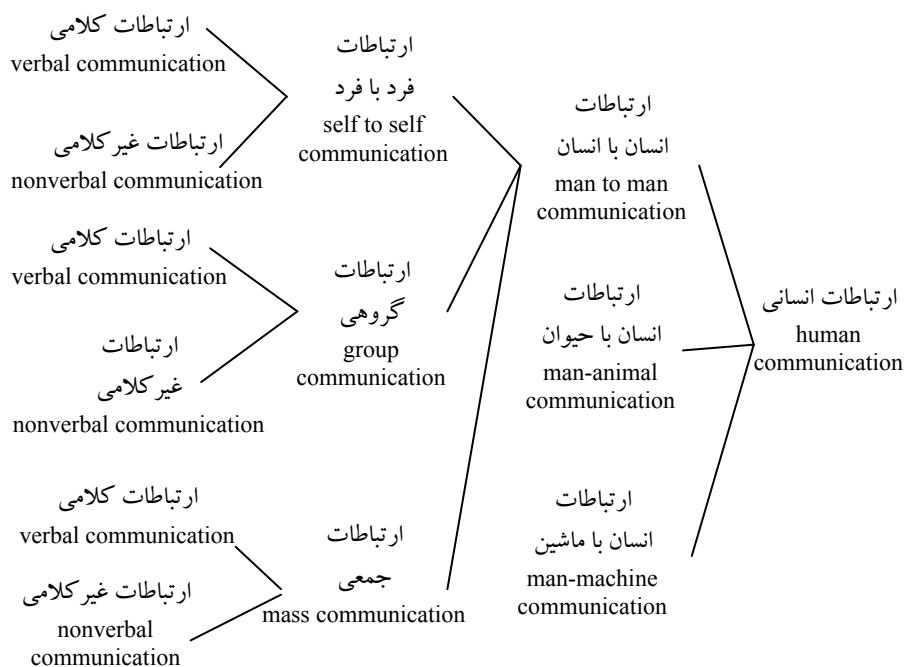 ارتباطات انسانی
human
communication
ارتباطات
انسان با انسان
man to man
communication
ارتباطات
انسان با حیوان
man-animal
communication
ارتباطات
انسان با ماشین
man-machine
communication
ارتباطات
فرد با فرد
self to self
communication
ارتباطات
گروهی
group
communication
ارتباطات
جمعی
mass communication
ارتباطات کلامی
verbal communication
ارتباطات غیرکلامی
nonverbal communication
ارتباطات کلامی
verbal communication
ارتباطات
غیرکلامی
nonverbal communication
ارتباطات کلامی
verbal communication
ارتباطات غیرکلامی
nonverbal
communication